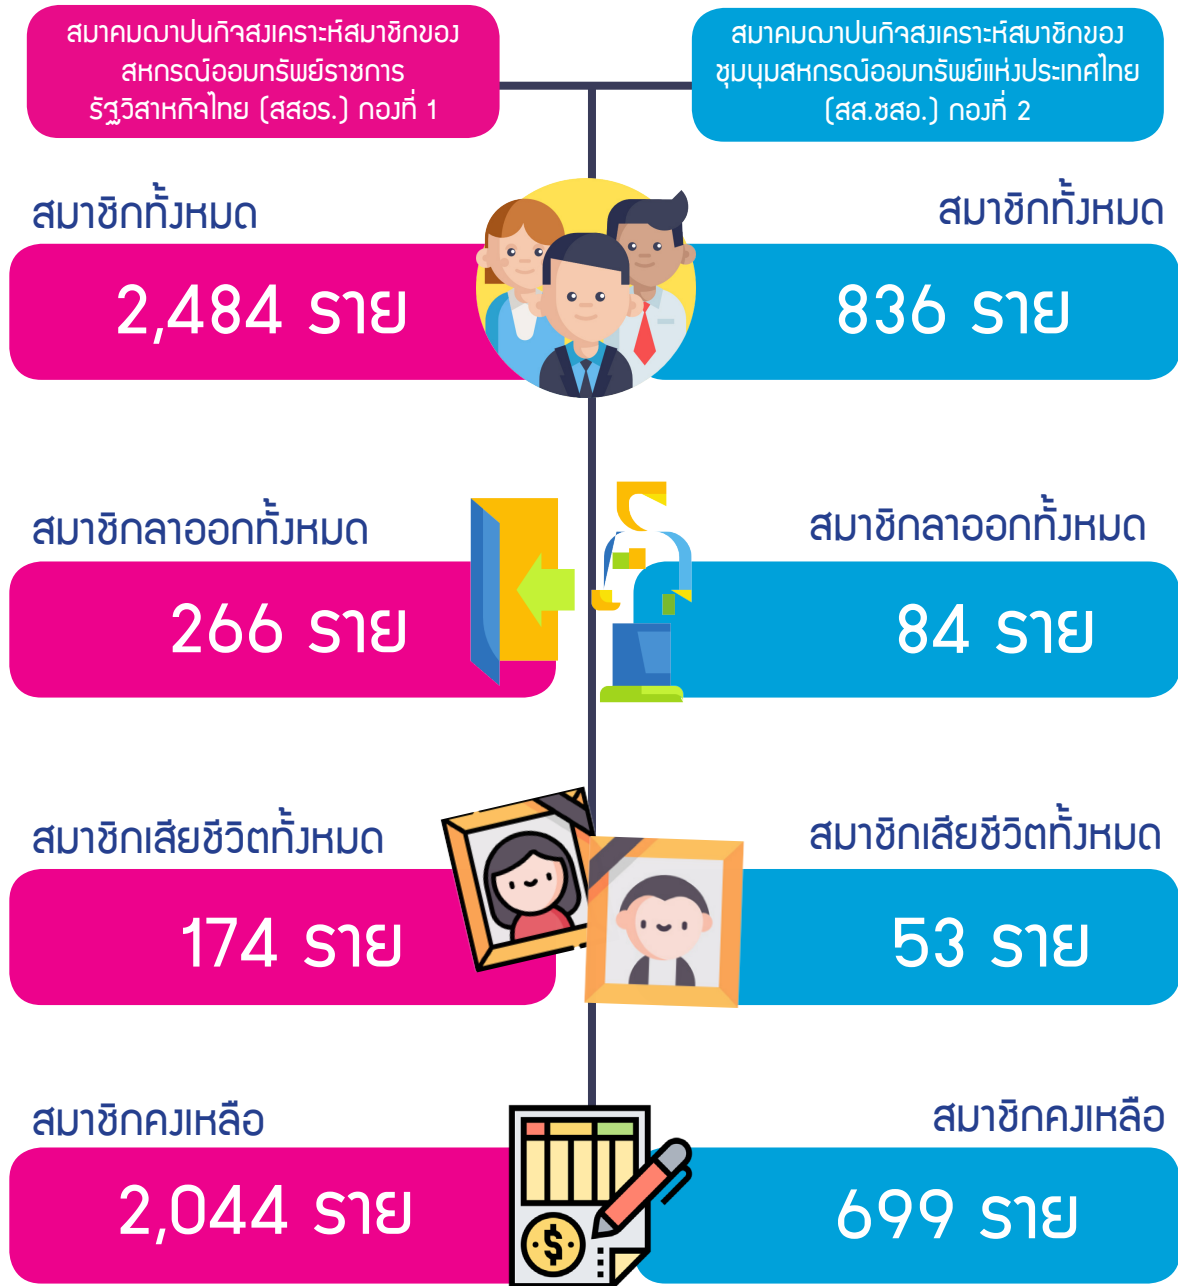 สมาคมฌาปนกิจสงเคราะห์สมาชิกของ
สหกรณ์ออมทรัพย์ราชการ
รัฐวิสาหกิจไทย (สสอร.) กองที่ 1
สมาคมฌาปนกิจสงเคราะห์สมาชิกของ
ชุมนุมสหกรณ์ออมทรัพย์แห่งประเทศไทย
(สส.ชสอ.) กองที่ 2
สมาชิกทั้งหมด
2,484 ราย
สมาชิกทั้งหมด
836 ราย
สมาชิกลาออกทั้งหมด
266 ราย
สมาชิกลาออกทั้งหมด
84 ราย
สมาชิกเสียชีวิตทั้งหมด
174 ราย
สมาชิกเสียชีวิตทั้งหมด
53 ราย
สมาชิกคงเหลือ
2,044 ราย
สมาชิกคงเหลือ
699 ราย